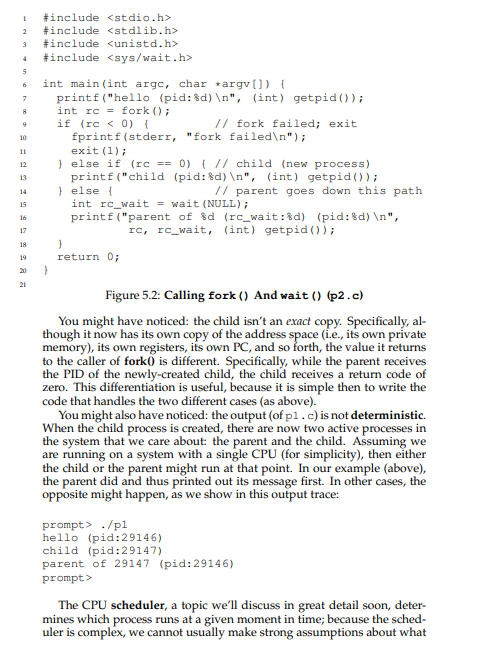 1 #include <stdio.h>
2 #include <stdlib.h>
3 #include <unistd.h>
4 #include <sys/wait.h>
5
6 int main(int argc, char *argv[]) {
7 printf("hello (pid:%d)\n", (int) getpid());
8 int rc = fork();
9 if (rc < 0) { // fork failed; exit
10 fprintf(stderr, "fork failed\n");
11 exit(1);
12 } else if (rc == 0) { // child (new process)
13 printf("child (pid:%d)\n", (int) getpid());
14 } else { // parent goes down this path
15 int rc_wait = wait(NULL);
16 printf("parent of %d (rc_wait:%d) (pid:%d)\n",
17 rc, rc_wait, (int) getpid());
18 }
19 return 0;
20 }
21
Figure 5.2: Calling fork() And wait() (p2.c)
You might have noticed: the child isn't an exact copy. Specifically, al-
though it now has its own copy of the address space (i.e., its own private
memory), its own registers, its own PC, and so forth, the value it returns
to the caller of fork() is different. Specifically, while the parent receives
the PID of the newly-created child, the child receives a return code of
zero. This differentiation is useful, because it is simple then to write the
code that handles the two different cases (as above).
You might also have noticed: the output (of p1.c) is not deterministic.
When the child process is created, there are now two active processes in
the system that we care about: the parent and the child. Assuming we
are running on a system with a single CPU (for simplicity), then either
the child or the parent might run at that point. In our example (above),
the parent did and thus printed out its message first. In other cases, the
opposite might happen, as we show in this output trace:
prompt> ./p1
hello (pid:29146)
child (pid:29147)
parent of 29147 (pid:29146)
prompt>
The CPU scheduler, a topic we'll discuss in great detail soon, deter-
mines which process runs at a given moment in time; because the sched-
uler is complex, we cannot usually make strong assumptions about what